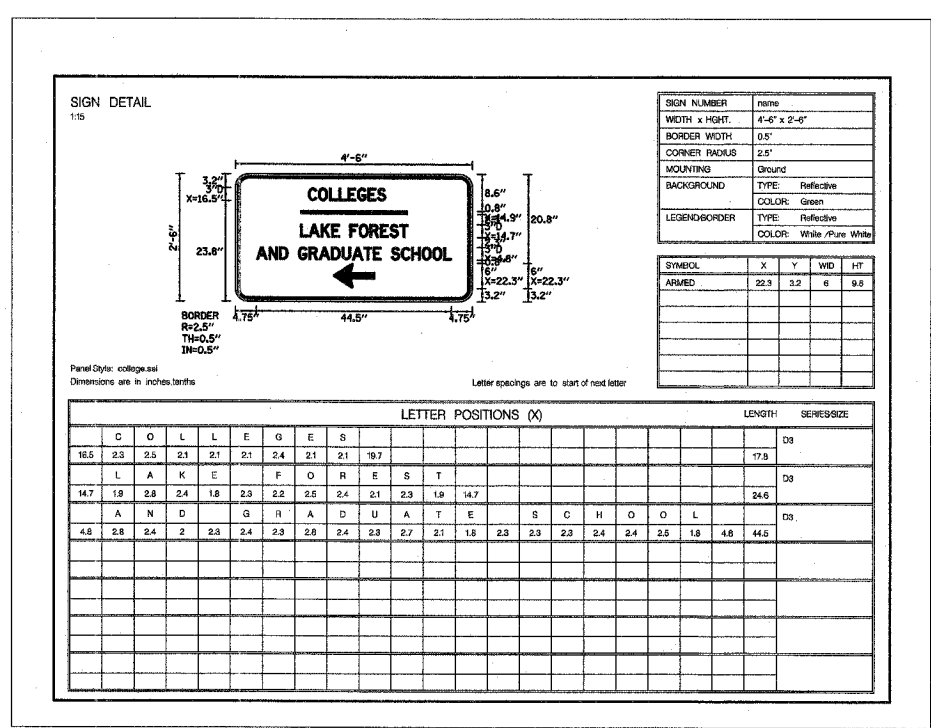 SIGN DETAIL
1:15
SIGN NUMBER name
WIDTH x HGHT. 4'-6" x 2'-6"
BORDER WIDTH 0.5"
CORNER RADIUS 2.5"
MOUNTING Ground
BACKGROUND TYPE: Reflective
COLOR: Green
LEGEND/BORDER TYPE: Reflective
COLOR: White /Pure White
4'-6"
3.2"
3"D
X=16.5"
2'-6"
23.8"
COLLEGES
LAKE FOREST
AND GRADUATE SCHOOL
8.6"
0.8"
X=14.9"
3"D
X=14.7"
3"D
X=4.8"
6"
X=22.3"
3.2"
20.8"
6"
X=22.3"
3.2"
4.75" 44.5" 4.75"
BORDER
R=2.5"
TH=0.5"
IN=0.5"
SYMBOL X Y WID HT
ARMED 22.3 3.2 6 9.8
Panel Style: college.ssi
Dimensions are in inches.tenths
Letter spacings are to start of next letter
LETTER POSITIONS (X) LENGTH SERIES/SIZE
C O L L E G E S D3
16.5 2.3 2.5 2.1 2.1 2.1 2.4 2.1 2.1 19.7 17.8
L A K E F O R E S T D3
14.7 1.9 2.8 2.4 1.8 2.3 2.2 2.5 2.4 2.1 2.3 1.9 14.7 24.6
A N D G R A D U A T E S C H O O L D3
4.8 2.8 2.4 2 2.3 2.4 2.3 2.8 2.4 2.3 2.7 2.1 1.8 2.3 2.3 2.3 2.4 2.4 2.5 1.8 4.8 44.5